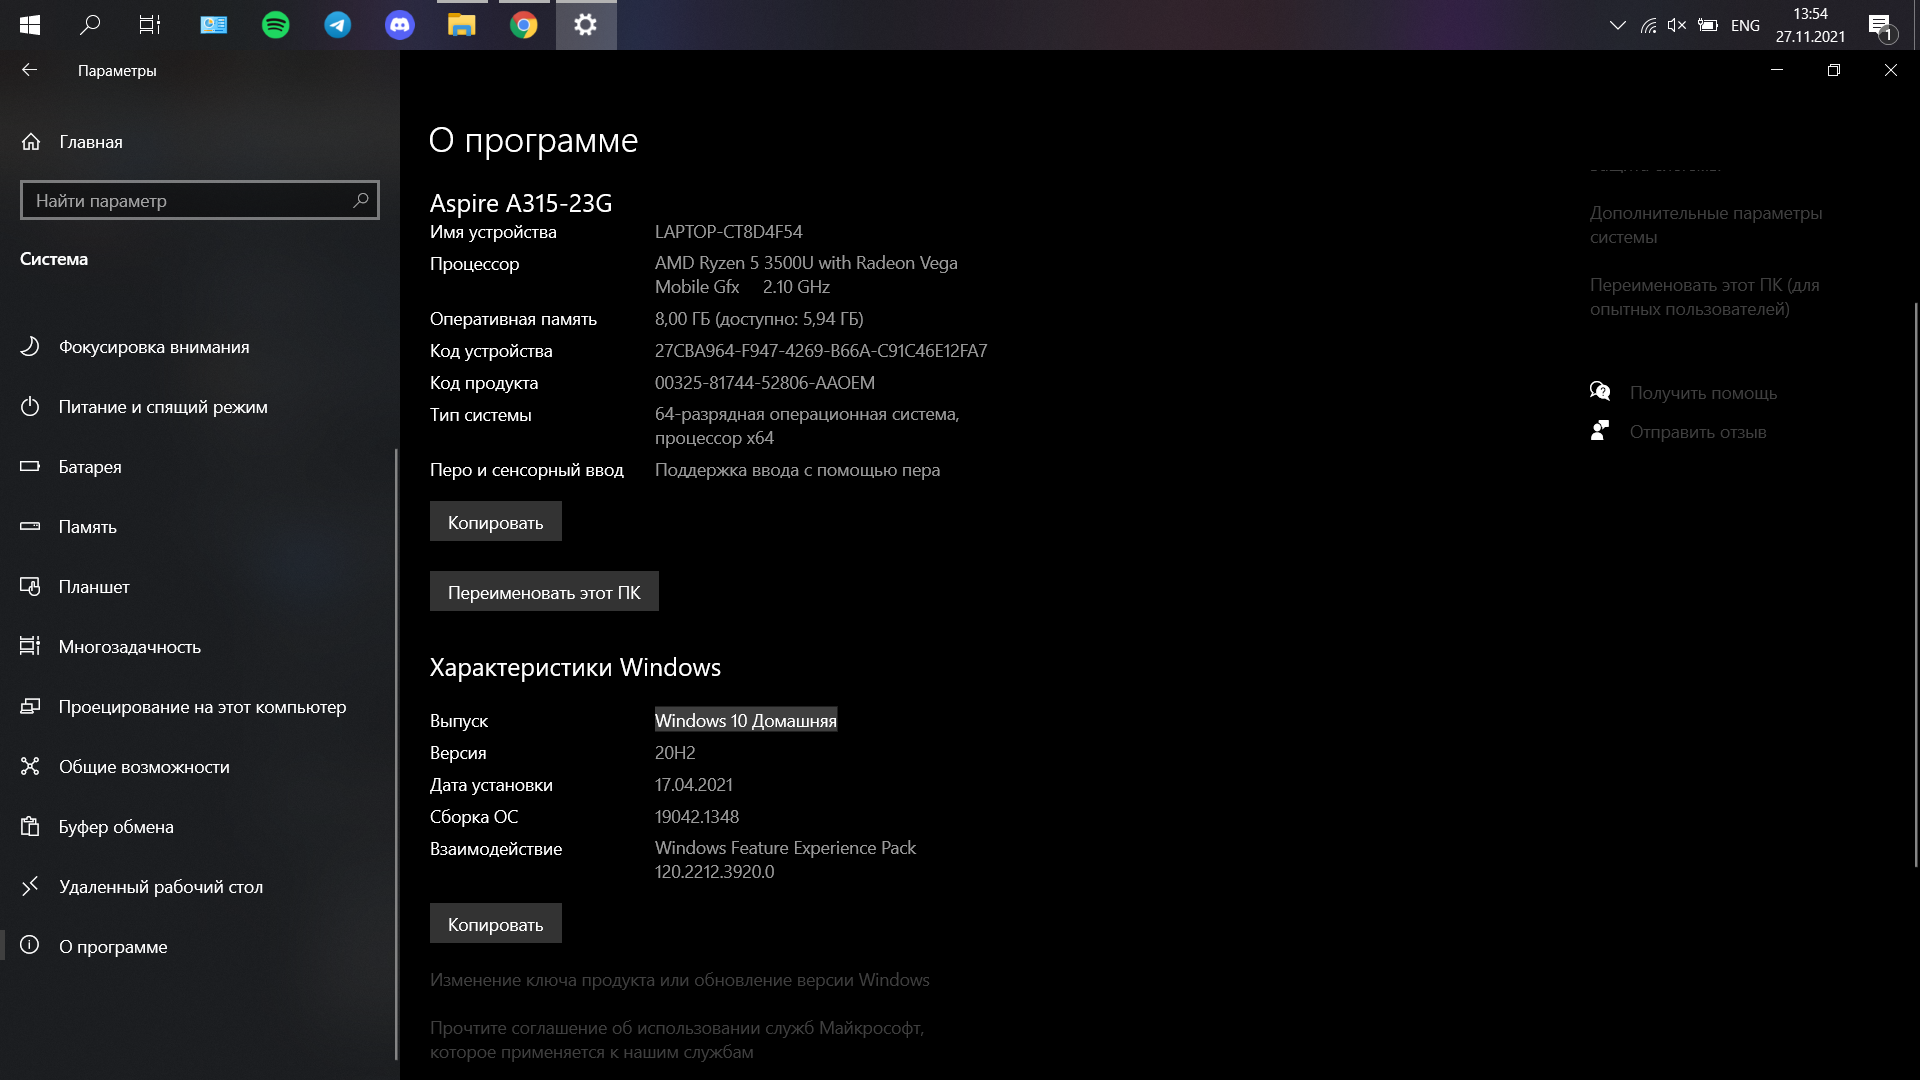 ENG
13:54
27.11.2021
1
Параметры
Главная
Найти параметр
Система
Фокусировка внимания
Питание и спящий режим
Батарея
Память
Планшет
Многозадачность
Проецирование на этот компьютер
Общие возможности
Буфер обмена
Удаленный рабочий стол
О программе
О программе
Aspire A315-23G
Имя устройства LAPTOP-CT8D4F54
Процессор AMD Ryzen 5 3500U with Radeon Vega
Mobile Gfx 2.10 GHz
Оперативная память 8,00 ГБ (доступно: 5,94 ГБ)
Код устройства 27CBA964-F947-4269-B66A-C91C46E12FA7
Код продукта 00325-81744-52806-AAOEM
Тип системы 64-разрядная операционная система,
процессор x64
Перо и сенсорный ввод Поддержка ввода с помощью пера
Копировать
Переименовать этот ПК
Характеристики Windows
Выпуск Windows 10 Домашняя
Версия 20H2
Дата установки 17.04.2021
Сборка ОС 19042.1348
Взаимодействие Windows Feature Experience Pack
120.2212.3920.0
Копировать
Изменение ключа продукта или обновление версии Windows
Прочтите соглашение об использовании служб Майкрософт,
которое применяется к нашим службам
Дополнительные параметры
системы
Переименовать этот ПК (для
опытных пользователей)
Получить помощь
Отправить отзыв